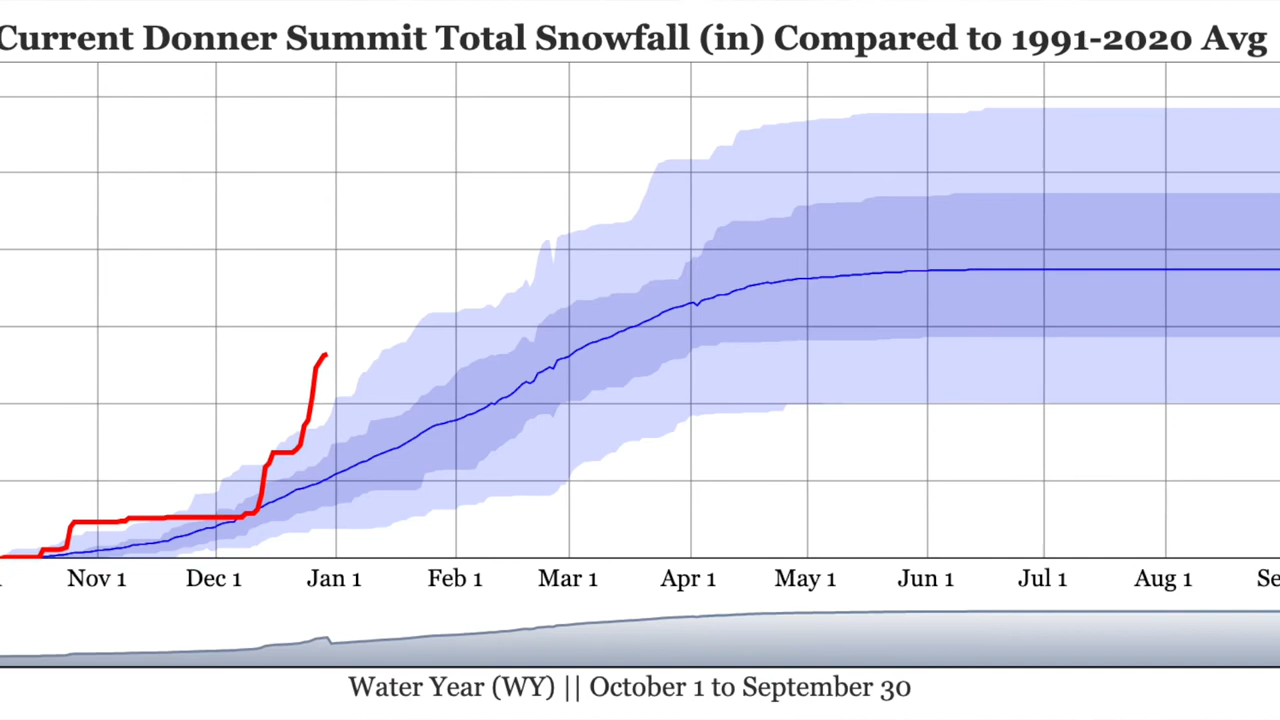 Current Donner Summit Total Snowfall (in) Compared to 1991-2020 Avg
Nov 1 Dec 1 Jan 1 Feb 1 Mar 1 Apr 1 May 1 Jun 1 Jul 1 Aug 1 Se
Water Year (WY) || October 1 to September 30